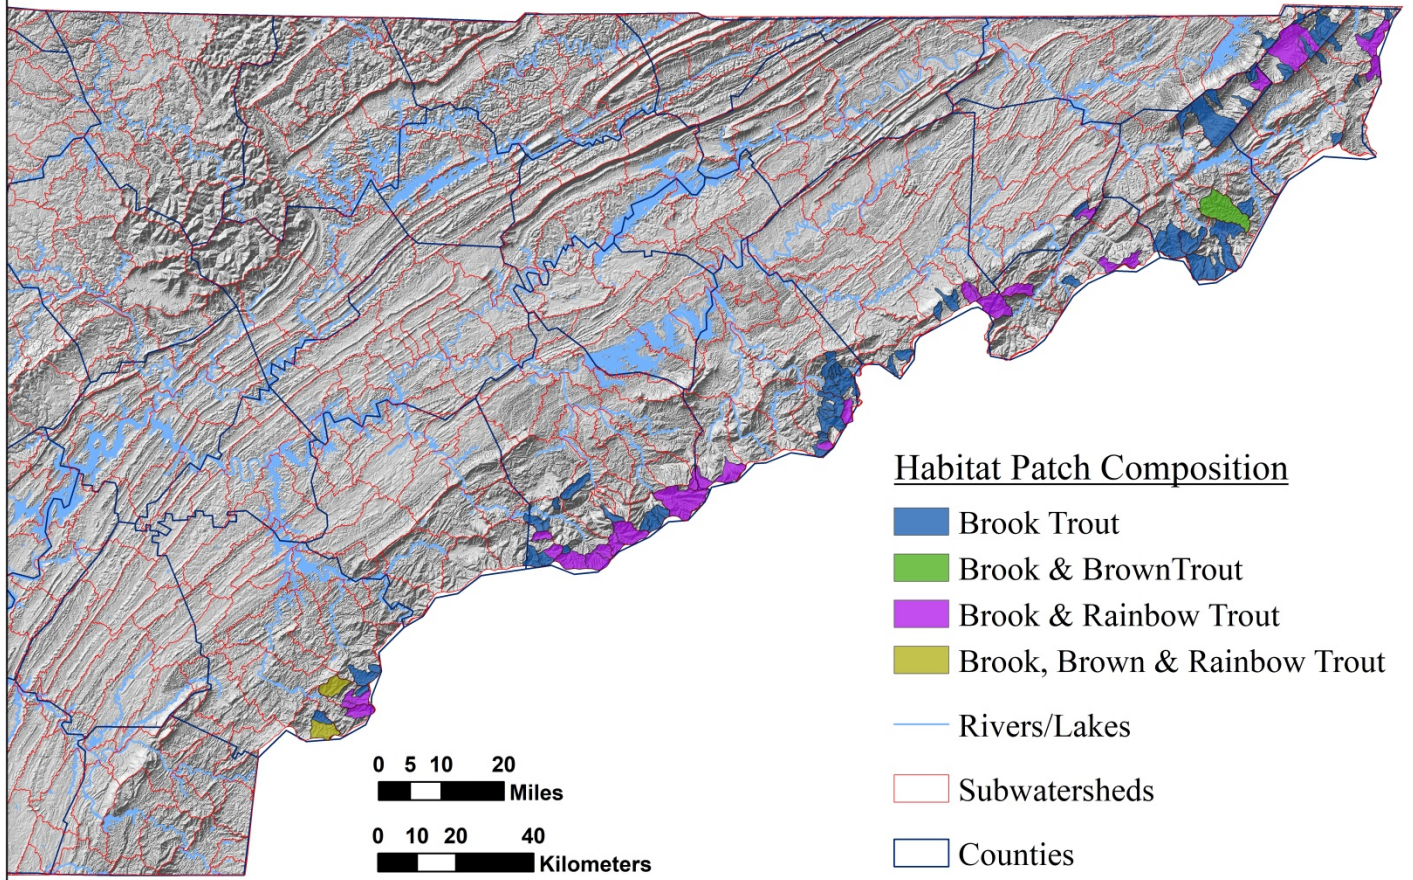 Habitat Patch Composition
Brook Trout
Brook & BrownTrout
Brook & Rainbow Trout
Brook, Brown & Rainbow Trout
Rivers/Lakes
Subwatersheds
Counties
0 5 10 20
Miles
0 10 20 40
Kilometers